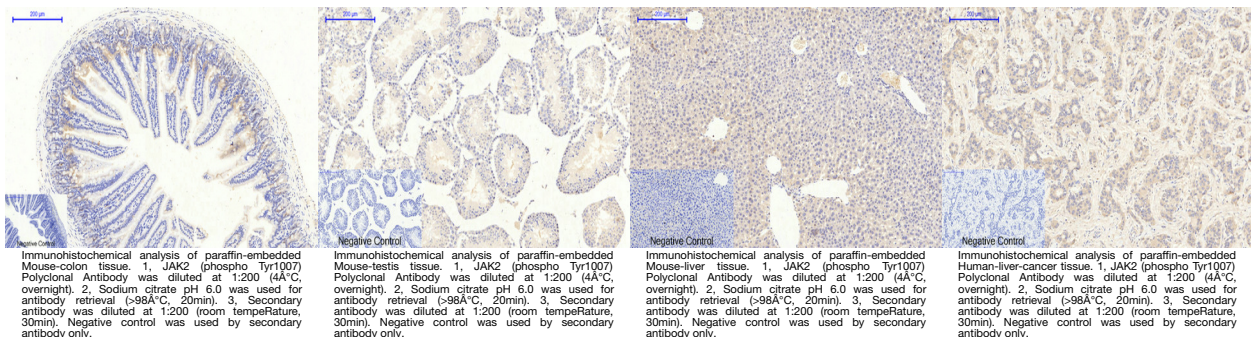 200 µm
Negative Control
Immunohistochemical analysis of paraffin-embedded
Mouse-colon tissue. 1, JAK2 (phospho Tyr1007)
Polyclonal Antibody was diluted at 1:200 (4Â°C,
overnight). 2, Sodium citrate pH 6.0 was used for
antibody retrieval (>98Â°C, 20min). 3, Secondary
antibody was diluted at 1:200 (room tempeRature,
30min). Negative control was used by secondary
antibody only.
200 µm
Negative Control
Immunohistochemical analysis of paraffin-embedded
Mouse-testis tissue. 1, JAK2 (phospho Tyr1007)
Polyclonal Antibody was diluted at 1:200 (4Â°C,
overnight). 2, Sodium citrate pH 6.0 was used for
antibody retrieval (>98Â°C, 20min). 3, Secondary
antibody was diluted at 1:200 (room tempeRature,
30min). Negative control was used by secondary
antibody only.
200 µm
Negative Control
Immunohistochemical analysis of paraffin-embedded
Mouse-liver tissue. 1, JAK2 (phospho Tyr1007)
Polyclonal Antibody was diluted at 1:200 (4Â°C,
overnight). 2, Sodium citrate pH 6.0 was used for
antibody retrieval (>98Â°C, 20min). 3, Secondary
antibody was diluted at 1:200 (room tempeRature,
30min). Negative control was used by secondary
antibody only.
200 µm
Negative Control
Immunohistochemical analysis of paraffin-embedded
Human-liver-cancer tissue. 1, JAK2 (phospho Tyr1007)
Polyclonal Antibody was diluted at 1:200 (4Â°C,
overnight). 2, Sodium citrate pH 6.0 was used for
antibody retrieval (>98Â°C, 20min). 3, Secondary
antibody was diluted at 1:200 (room tempeRature,
30min). Negative control was used by secondary
antibody only.